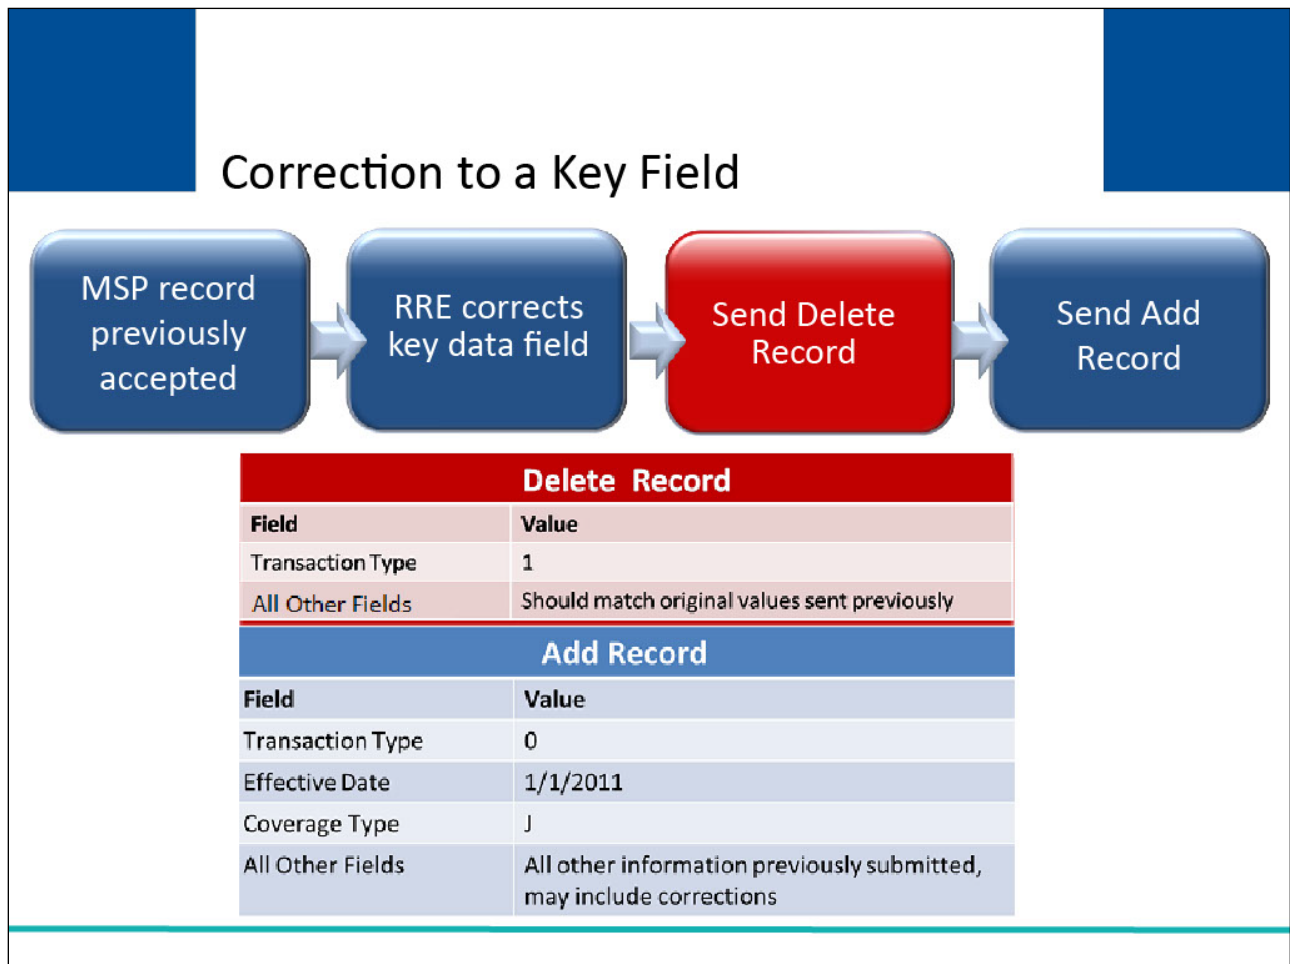 Correction to a Key Field
MSP record
previously
accepted
RRE corrects
key data field
Send Delete
Record
Send Add
Record
Delete Record
Field Value
Transaction Type 1
All Other Fields Should match original values sent previously
Add Record
Field Value
Transaction Type 0
Effective Date 1/1/2011
Coverage Type J
All Other Fields All other information previously submitted,
may include corrections